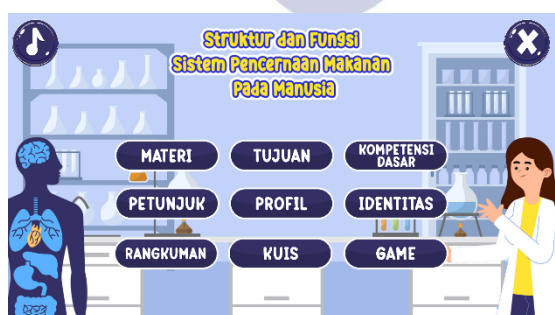 Struktur dan Fungsi
Sistem Pencernaan Makanan
Pada Manusia
MATERI
TUJUAN
KOMPETENSI
DASAR
PETUNJUK
PROFIL
IDENTITAS
RANGKUMAN
KUIS
GAME